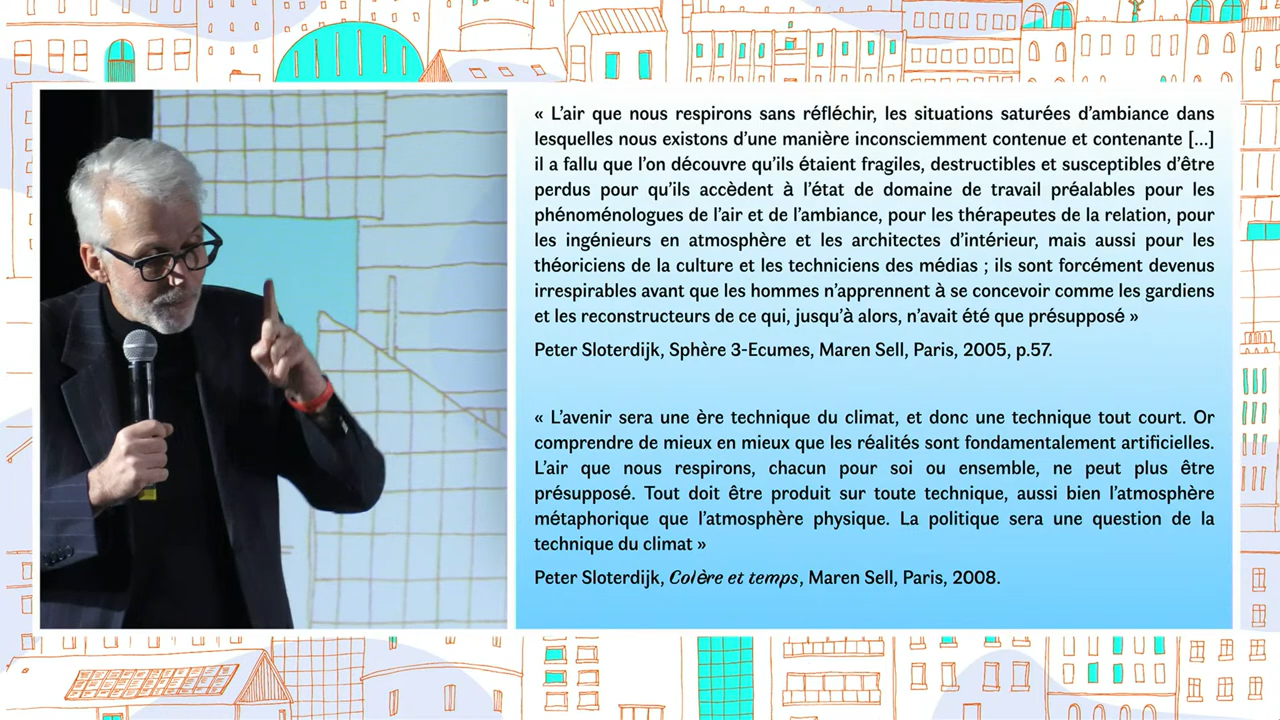 « L’air que nous respirons sans réfléchir, les situations saturées d’ambiance dans
lesquelles nous existons d’une manière inconsciemment contenue et contenante [...]
il a fallu que l’on découvre qu’ils étaient fragiles, destructibles et susceptibles d’être
perdus pour qu’ils accèdent à l’état de domaine de travail préalables pour les
phénoménologues de l’air et de l’ambiance, pour les thérapeutes de la relation, pour
les ingénieurs en atmosphère et les architectes d’intérieur, mais aussi pour les
théoriciens de la culture et les techniciens des médias ; ils sont forcément devenus
irrespirables avant que les hommes n’apprennent à se concevoir comme les gardiens
et les reconstructeurs de ce qui, jusqu’à alors, n’avait été que présupposé »
Peter Sloterdijk, Sphère 3-Ecumes, Maren Sell, Paris, 2005, p.57.
« L’avenir sera une ère technique du climat, et donc une technique tout court. Or
comprendre de mieux en mieux que les réalités sont fondamentalement artificielles.
L’air que nous respirons, chacun pour soi ou ensemble, ne peut plus être
présupposé. Tout doit être produit sur toute technique, aussi bien l’atmosphère
métaphorique que l’atmosphère physique. La politique sera une question de la
technique du climat »
Peter Sloterdijk, Colère et temps, Maren Sell, Paris, 2008.